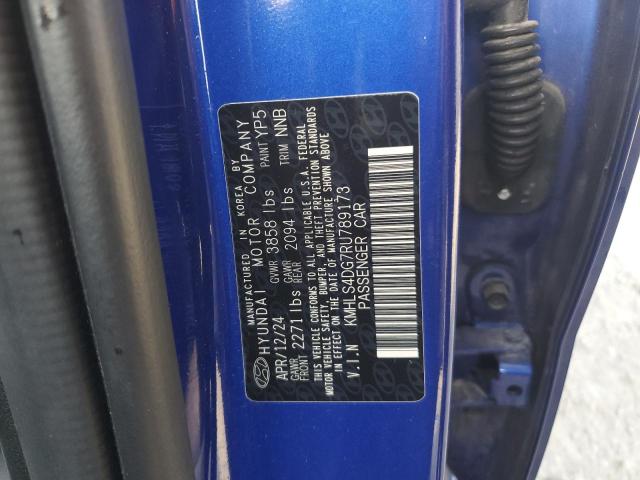 MANUFACTURED IN KOREA BY
HYUNDAI MOTOR COMPANY
APR/12/24 GVWR 3858 lbs PAINT YP5
GAWR FRONT 2271 lbs GAWR REAR 2094 lbs TRIM NNB
THIS VEHICLE CONFORMS TO ALL APPLICABLE U.S.A. FEDERAL
MOTOR VEHICLE SAFETY, BUMPER, AND THEFT PREVENTION STANDARDS
IN EFFECT ON THE DATE OF MANUFACTURE SHOWN ABOVE
V.I.N KMHLS4DG7RU789173
PASSENGER CAR